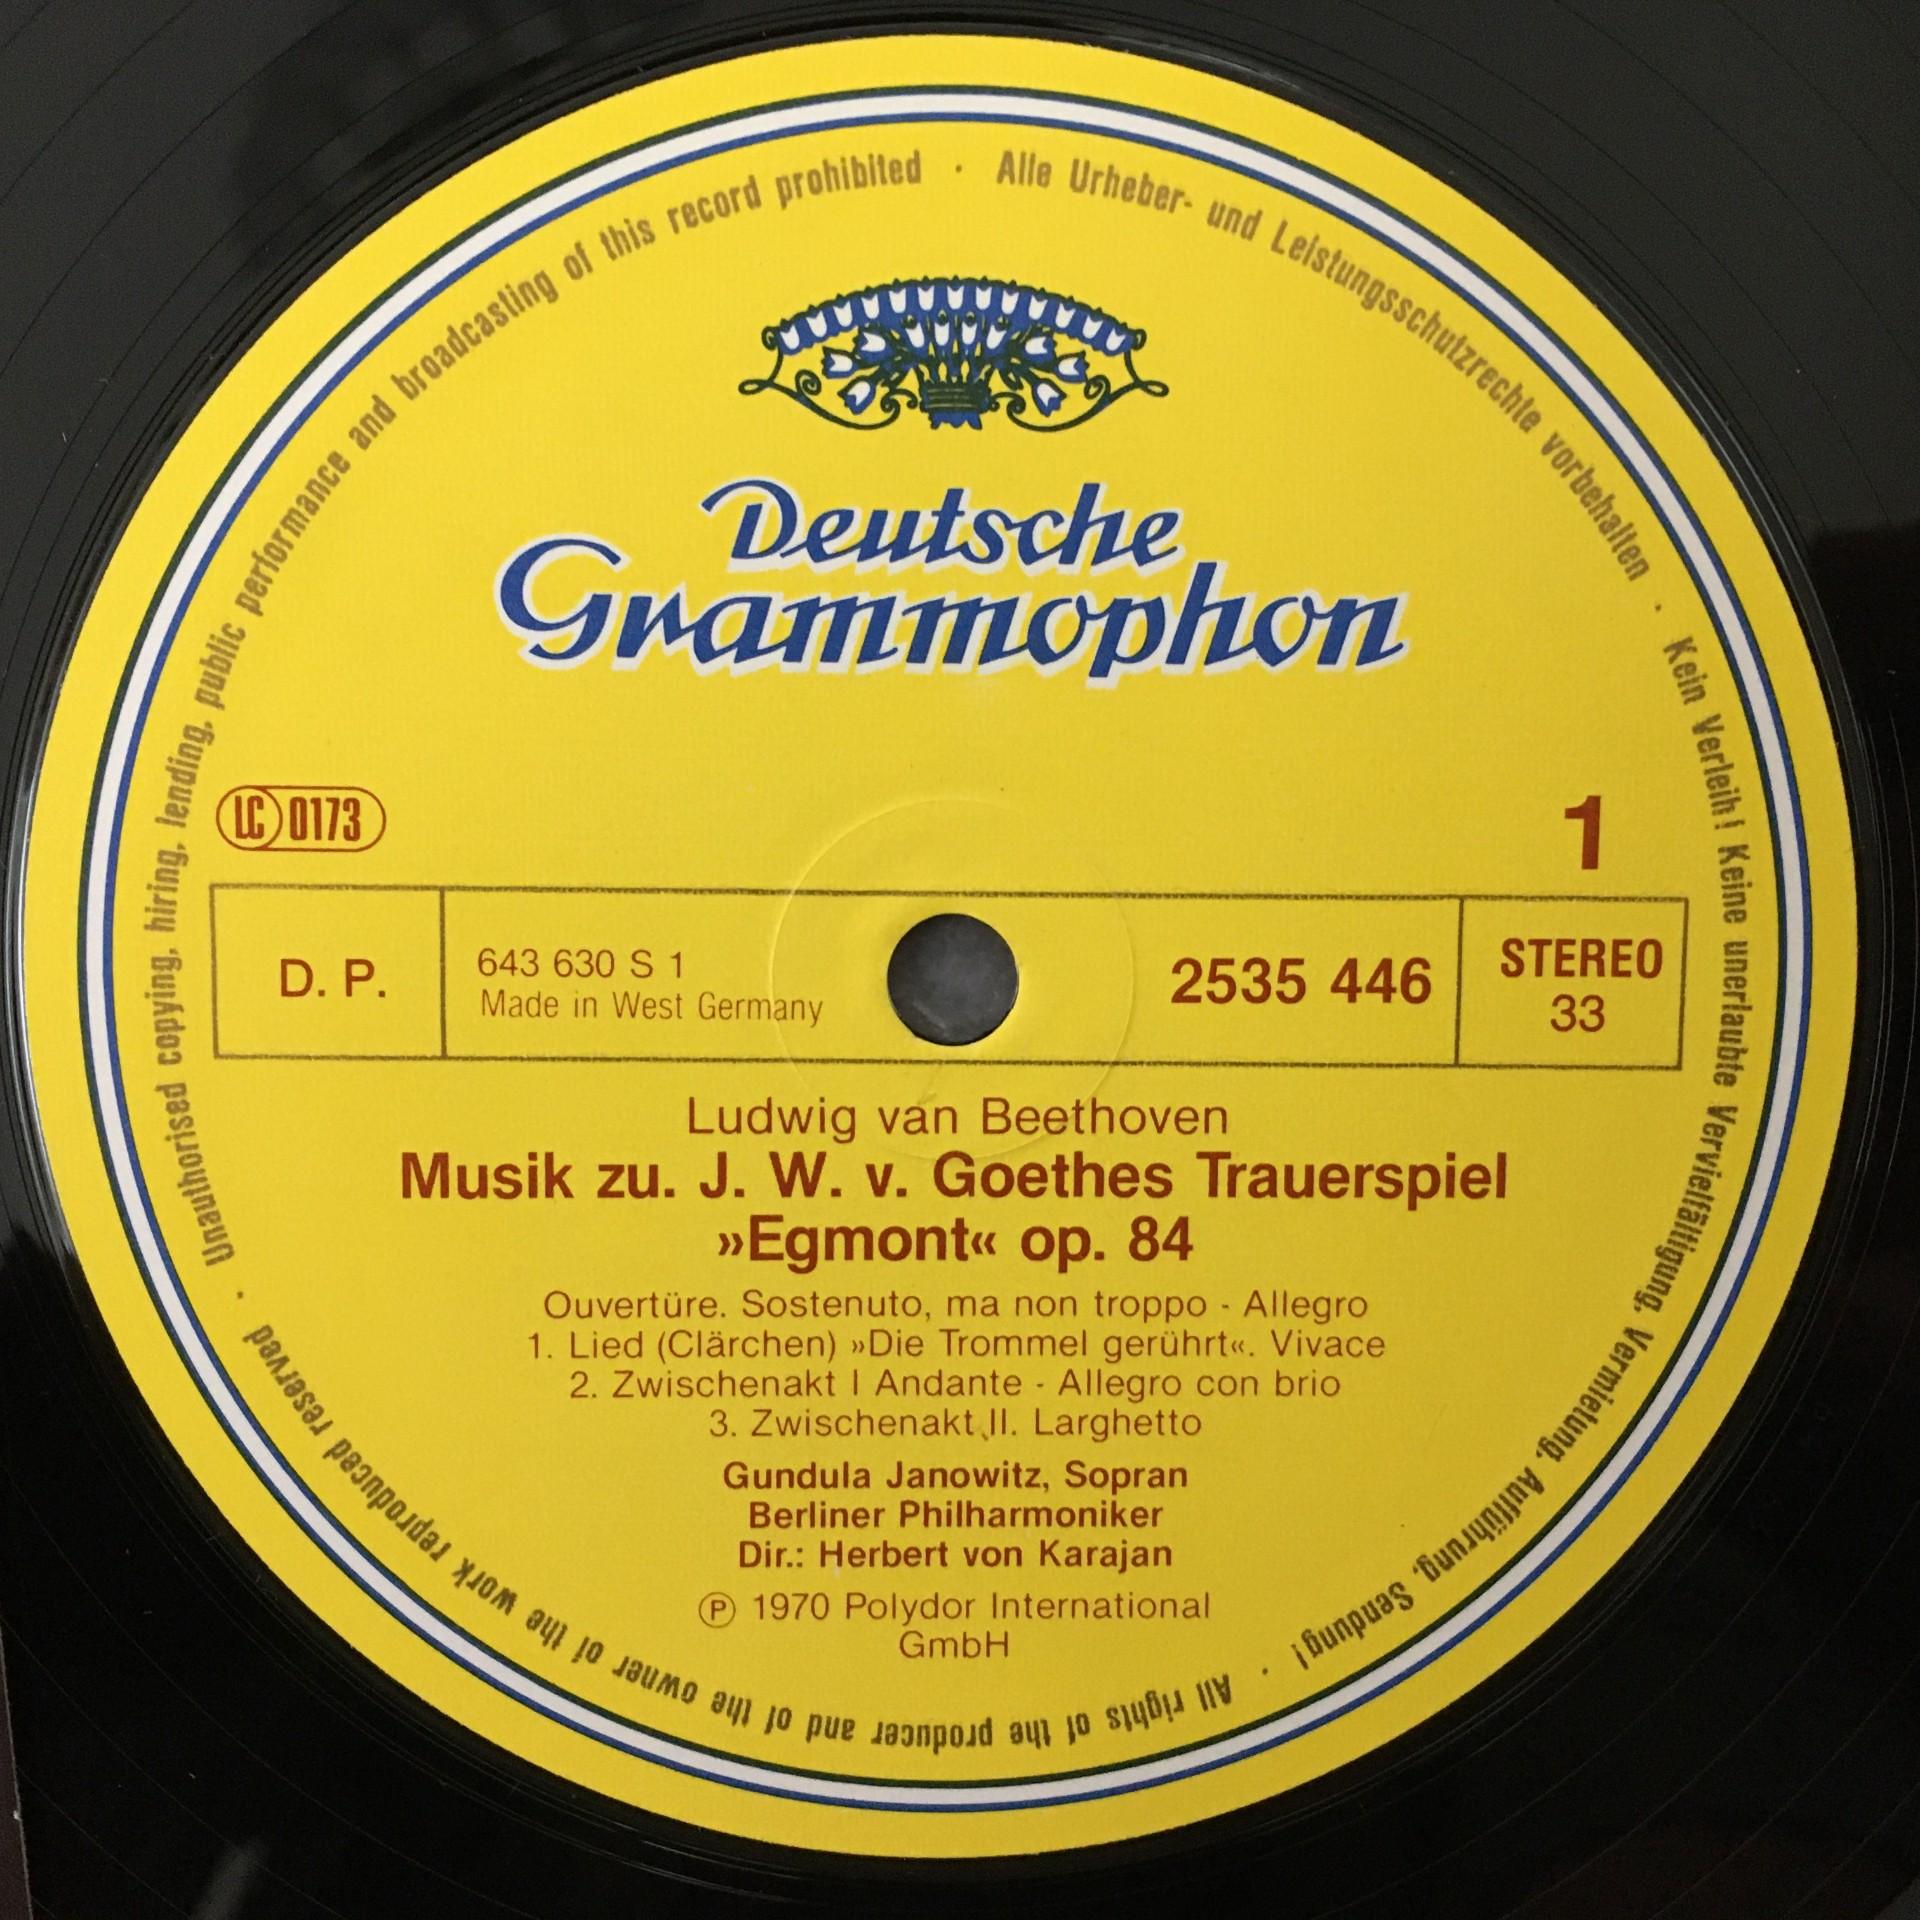 Deutsche
Grammophon
LC 0173
1
D. P.
643 630 S 1
Made in West Germany
2535 446
STEREO
33
Ludwig van Beethoven
Musik zu. J. W. v. Goethes Trauerspiel
»Egmont« op. 84
Ouvertüre. Sostenuto, ma non troppo - Allegro
1. Lied (Clärchen) »Die Trommel gerührt«. Vivace
2. Zwischenakt I Andante - Allegro con brio
3. Zwischenakt II. Larghetto
Gundula Janowitz, Sopran
Berliner Philharmoniker
Dir.: Herbert von Karajan
Ⓟ 1970 Polydor International
GmbH
Alle Urheber- und Leistungsschutzrechte vorbehalten · Kein Verleih! Keine unerlaubte Vervielfältigung, Vermietung, Aufführung, Sendung! · All rights of the producer and of the owner of the work reproduced reserved · Unauthorised copying, hiring, lending, public performance and broadcasting of this record prohibited ·